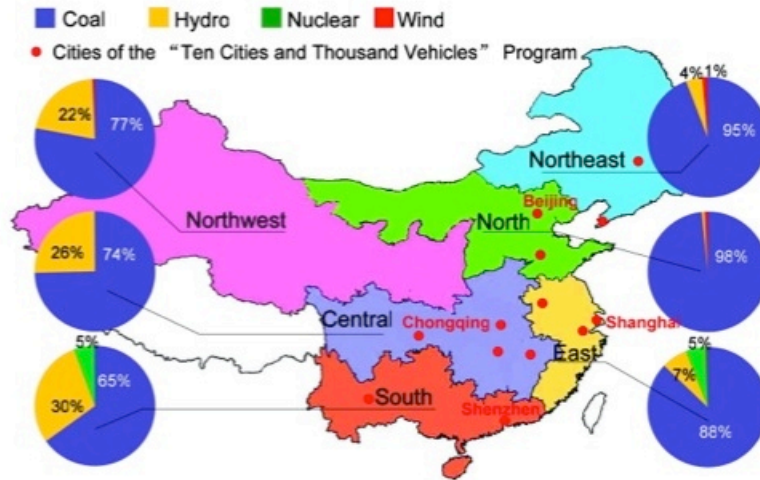 Coal Hydro Nuclear Wind
Cities of the “Ten Cities and Thousand Vehicles” Program
22% 77%
4% 1%
95%
Northeast
Beijing
Northwest
North
26% 74%
98%
Central
Chongqing
Shanghai
5%
65%
30%
East
5%
7%
88%
South
Shenzhen